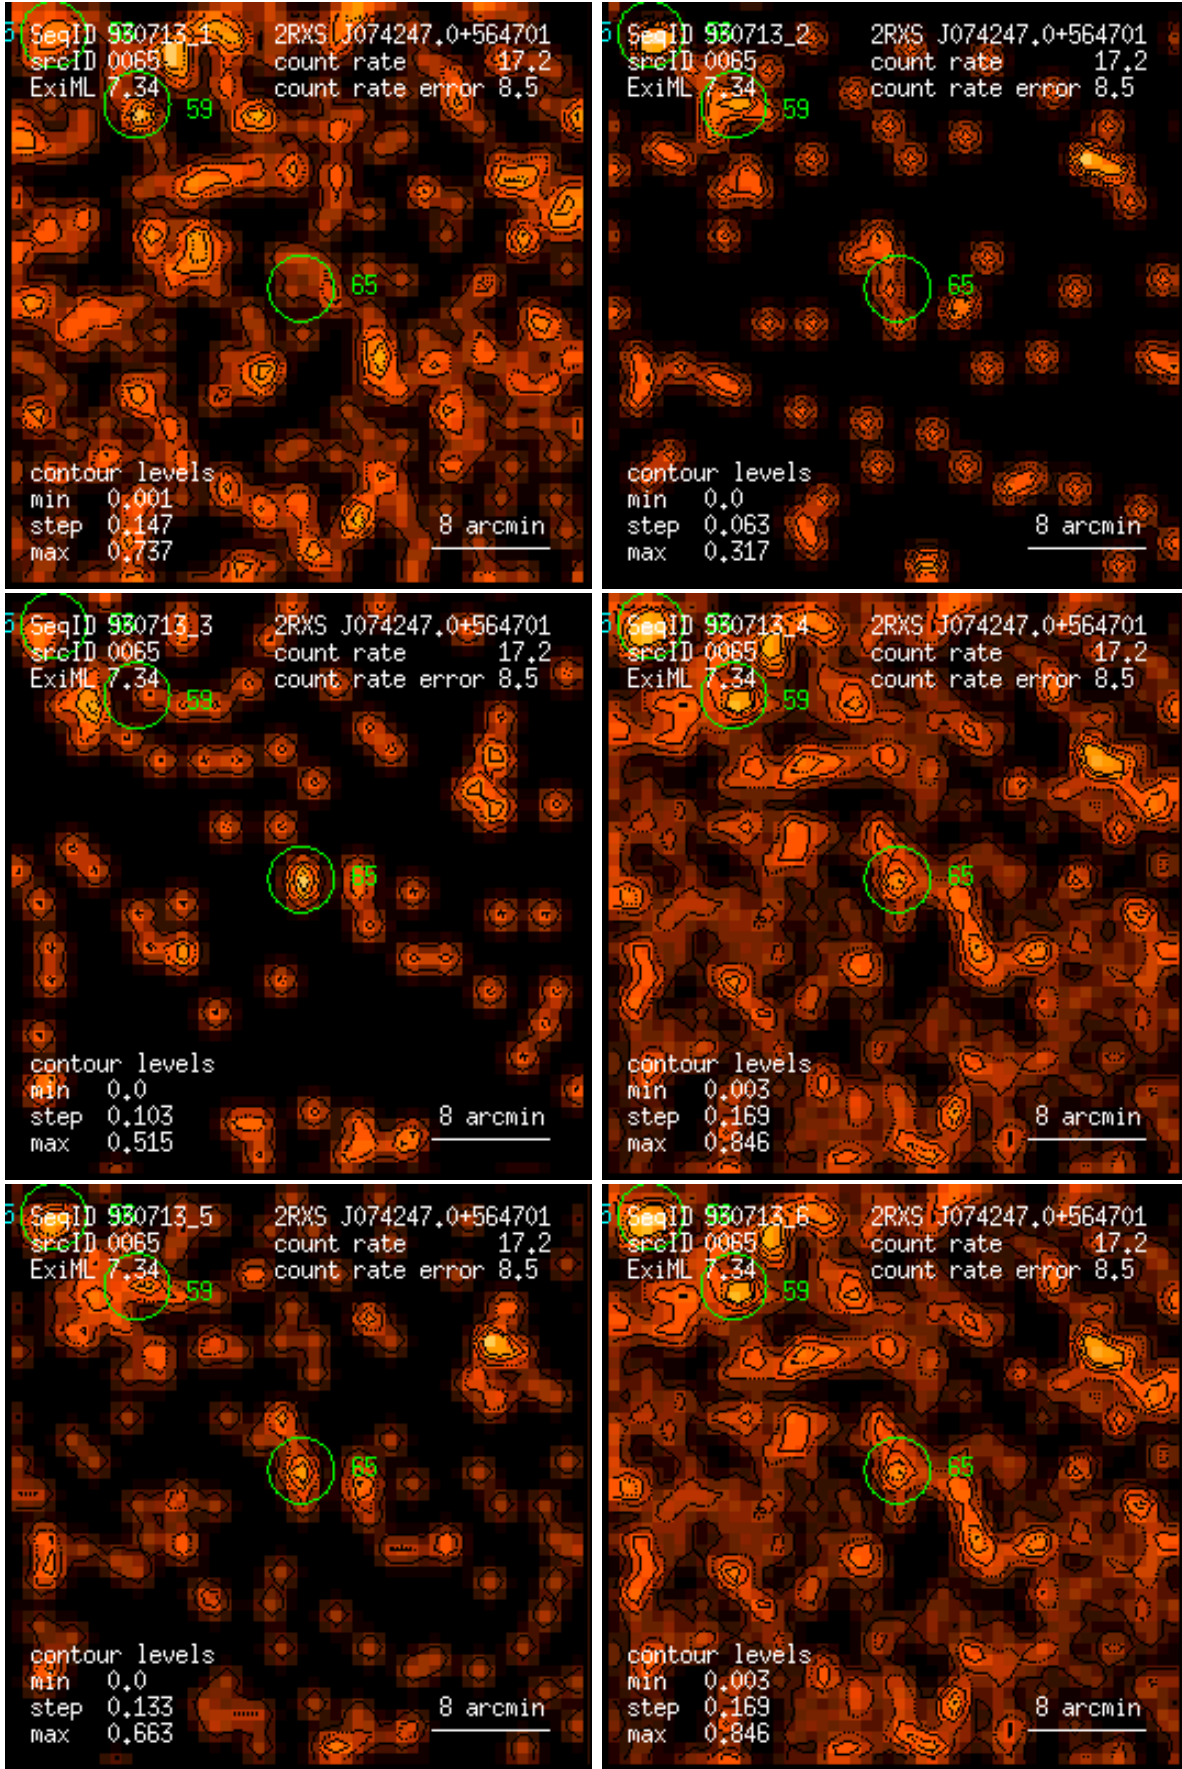 5 SeqID 930713_1 2RXS J074247.0+564701
srcID 0065 count rate 17.2
ExiML 7.34 count rate error 8.5
59
65
contour levels
min 0.001
step 0.147
max 0.737
8 arcmin
5 SeqID 930713_2 2RXS J074247.0+564701
srcID 0065 count rate 17.2
ExiML 7.34 count rate error 8.5
59
65
contour levels
min 0.0
step 0.063
max 0.317
8 arcmin
5 SeqID 930713_3 2RXS J074247.0+564701
srcID 0065 count rate 17.2
ExiML 7.34 count rate error 8.5
59
65
contour levels
min 0.0
step 0.103
max 0.515
8 arcmin
5 SeqID 930713_4 2RXS J074247.0+564701
srcID 0065 count rate 17.2
ExiML 7.34 count rate error 8.5
59
65
contour levels
min 0.003
step 0.169
max 0.846
8 arcmin
5 SeqID 930713_5 2RXS J074247.0+564701
srcID 0065 count rate 17.2
ExiML 7.34 count rate error 8.5
59
65
contour levels
min 0.0
step 0.133
max 0.663
8 arcmin
5 SeqID 930713_6 2RXS J074247.0+564701
srcID 0065 count rate 17.2
ExiML 7.34 count rate error 8.5
59
65
contour levels
min 0.003
step 0.169
max 0.846
8 arcmin